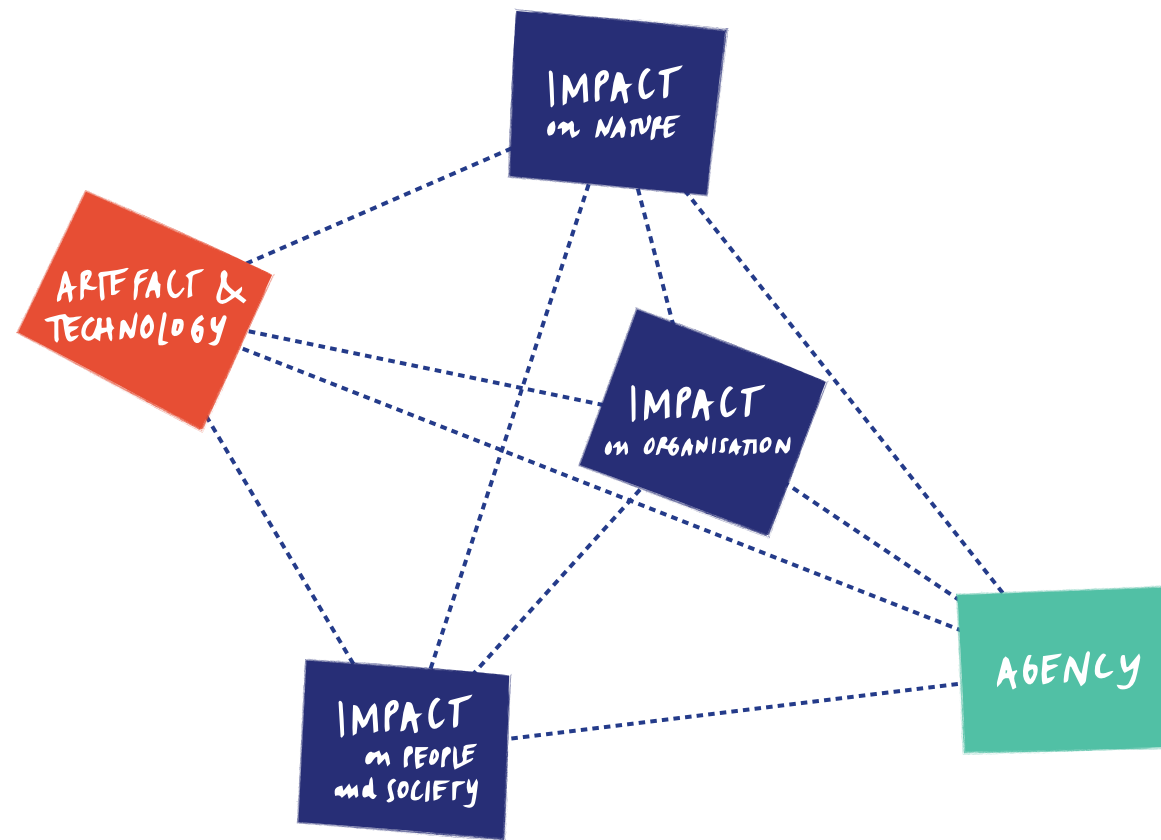 IMPACT
on NATURE
ARTEFACT &
TECHNOLOGY
IMPACT
on ORGANISATION
AGENCY
IMPACT
on PEOPLE
and SOCIETY